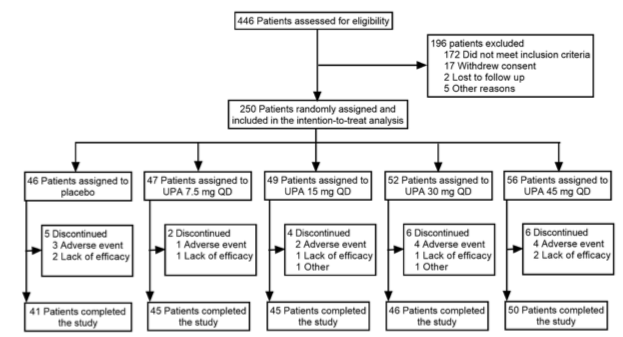 446 Patients assessed for eligibility
196 patients excluded
172 Did not meet inclusion criteria
17 Withdrew consent
2 Lost to follow up
5 Other reasons
250 Patients randomly assigned and
included in the intention-to-treat analysis
46 Patients assigned to
placebo
47 Patients assigned to
UPA 7.5 mg QD
49 Patients assigned to
UPA 15 mg QD
52 Patients assigned to
UPA 30 mg QD
56 Patients assigned to
UPA 45 mg QD
5 Discontinued
3 Adverse event
2 Lack of efficacy
2 Discontinued
1 Adverse event
1 Lack of efficacy
4 Discontinued
2 Adverse event
1 Lack of efficacy
1 Other
6 Discontinued
4 Adverse event
1 Lack of efficacy
1 Other
6 Discontinued
4 Adverse event
2 Lack of efficacy
41 Patients completed
the study
45 Patients completed
the study
45 Patients completed
the study
46 Patients completed
the study
50 Patients completed
the study